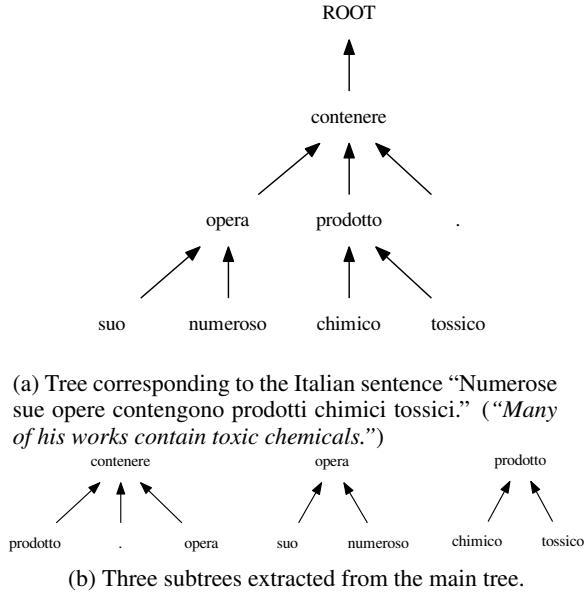 ROOT
contenere
opera prodotto .
suo numeroso chimico tossico
(a) Tree corresponding to the Italian sentence “Numerose
sue opere contengono prodotti chimici tossici.” (“Many
of his works contain toxic chemicals.”)
contenere opera prodotto
prodotto . opera suo numeroso chimico tossico
(b) Three subtrees extracted from the main tree.